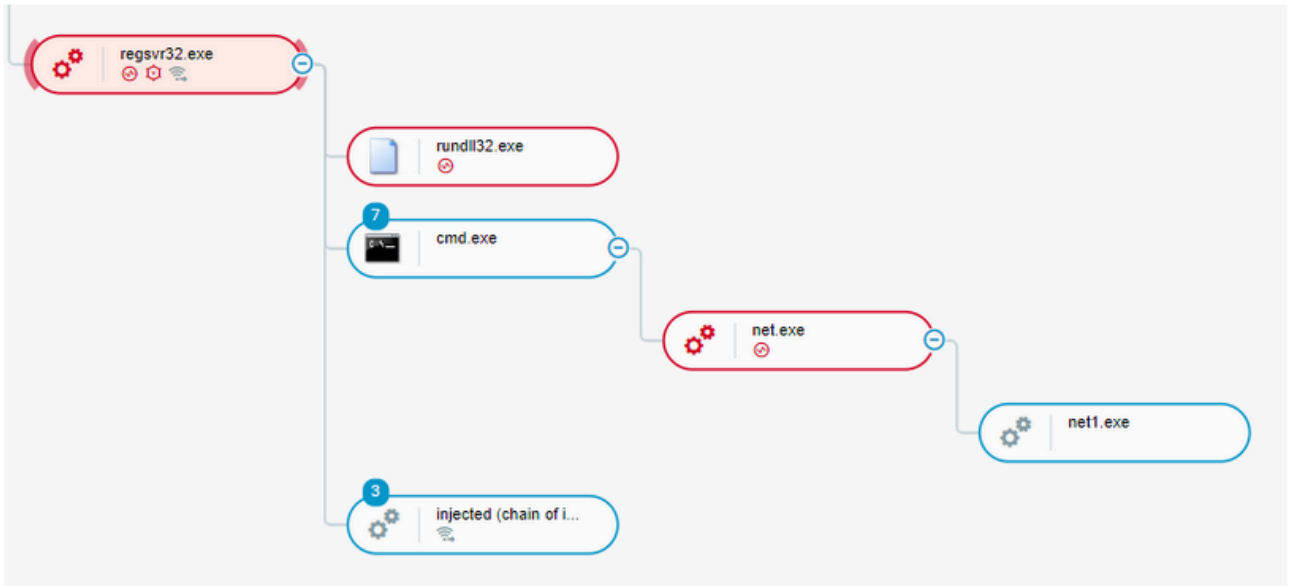 regsvr32.exe
rundll32.exe
7
cmd.exe
net.exe
net1.exe
3
injected (chain of i...